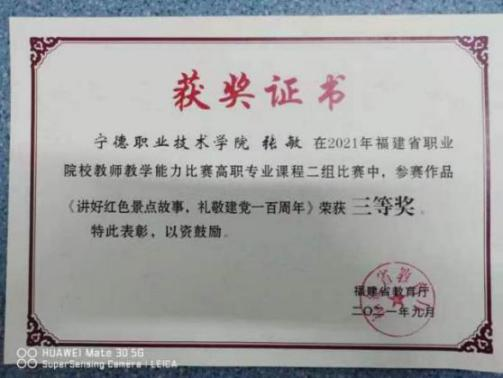 获奖证书
宁德职业技术学院 张敏 在2021年福建省职业
院校教师教学能力比赛高职专业课程二组比赛中，参赛作品
《讲好红色景点故事，礼敬建党一百周年》荣获 三等奖。
特此表彰，以资鼓励。
福建省教育厅
二〇二一年九月
HUAWEI Mate 30 5G
SuperSensing Camera | LEICA